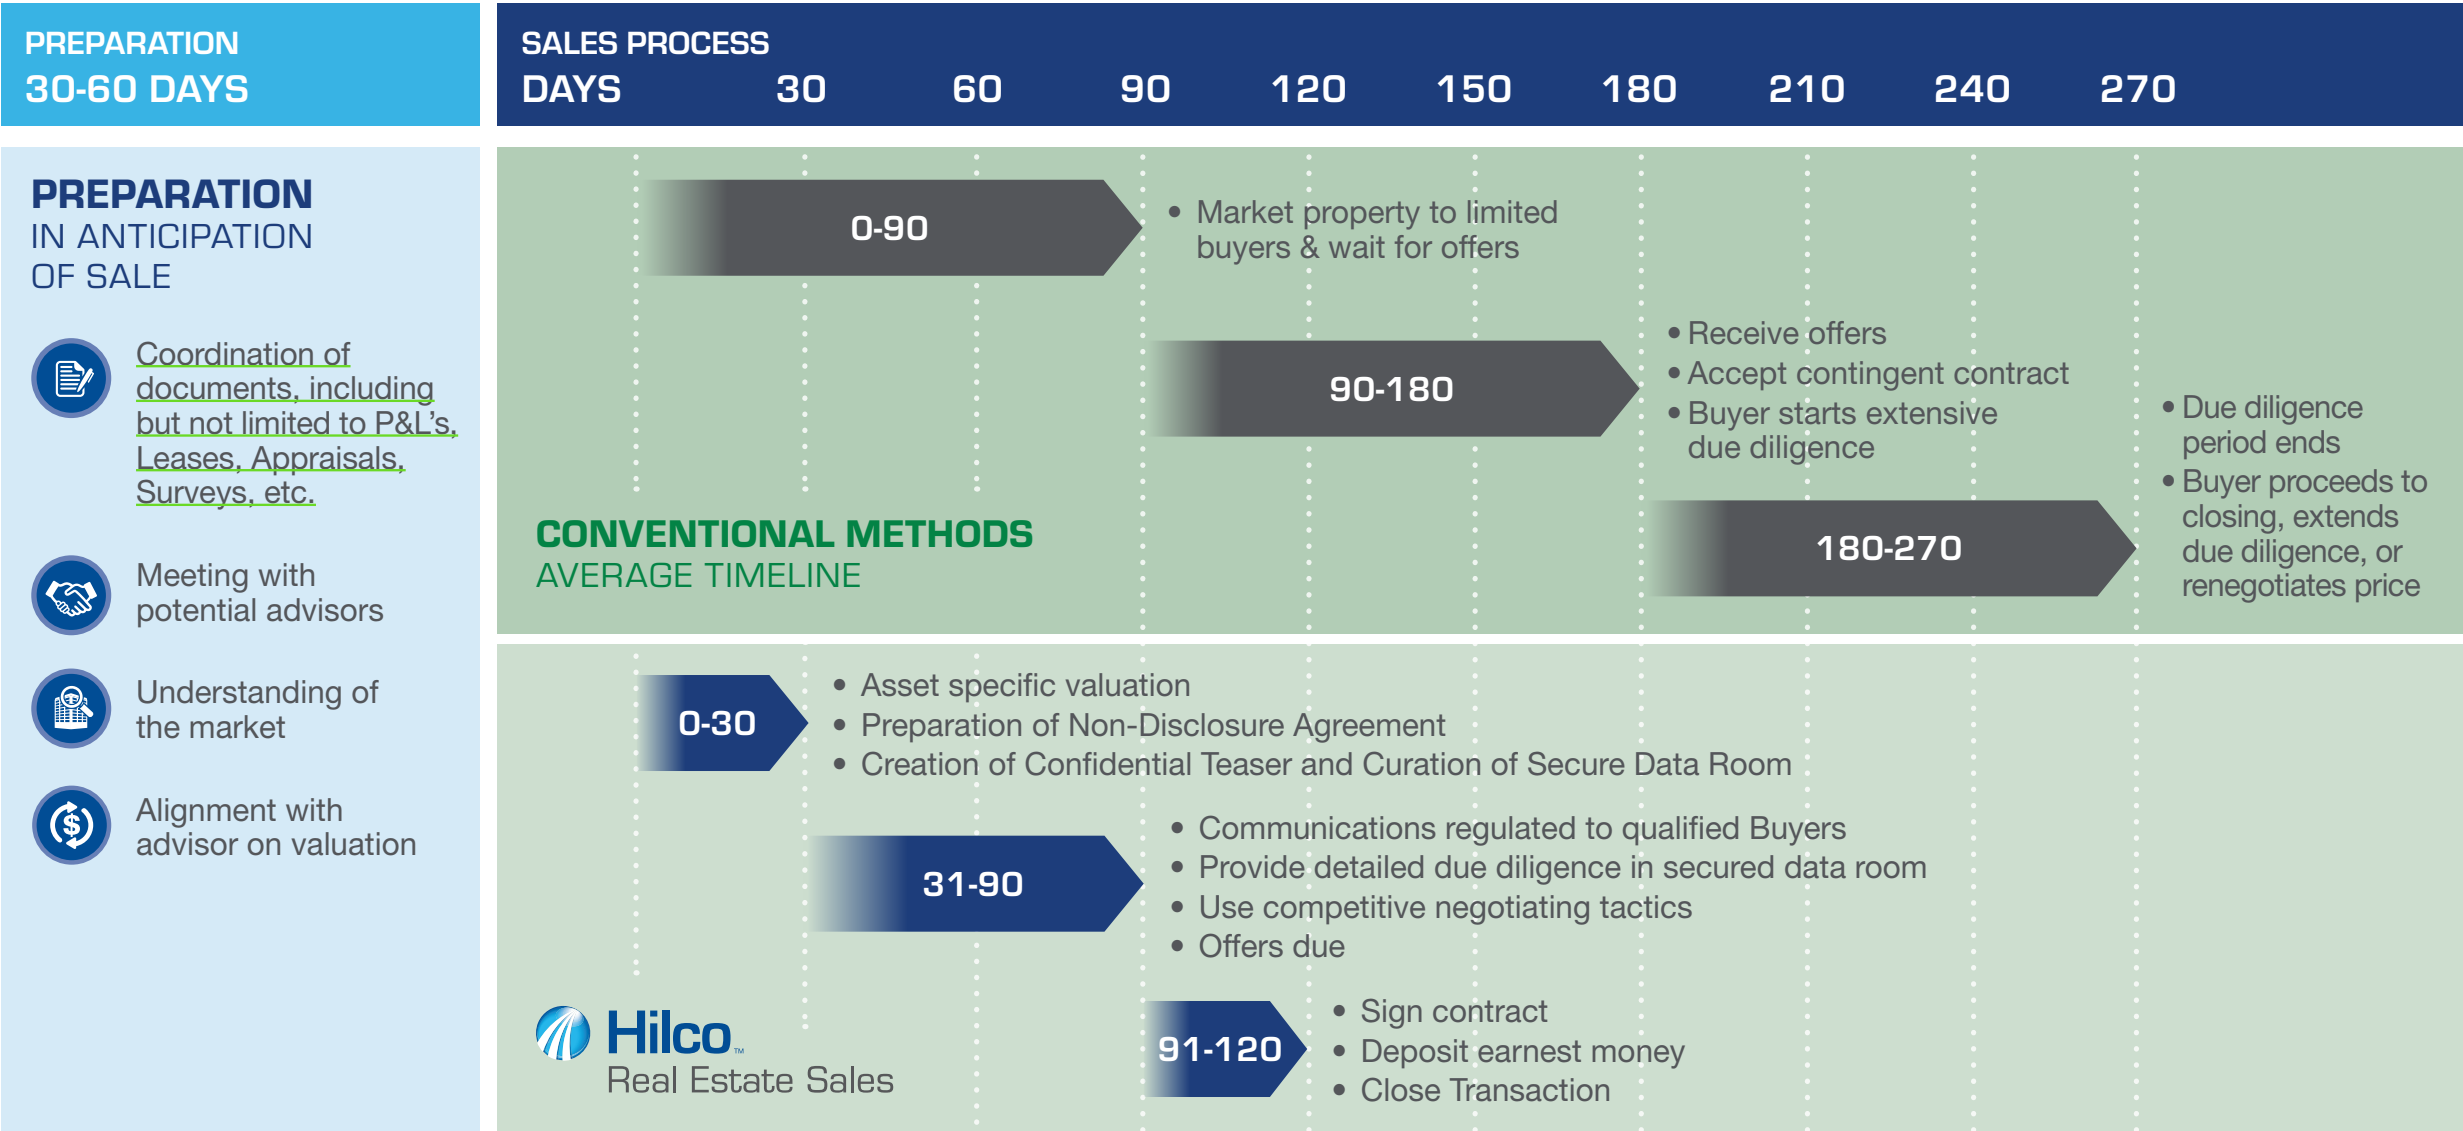 PREPARATION
30-60 DAYS
SALES PROCESS
DAYS 30 60 90 120 150 180 210 240 270
PREPARATION
IN ANTICIPATION
OF SALE
Coordination of
documents, including
but not limited to P&L's,
Leases, Appraisals,
Surveys, etc.
Meeting with
potential advisors
Understanding of
the market
Alignment with
advisor on valuation
0-90
• Market property to limited
buyers & wait for offers
90-180
• Receive offers
• Accept contingent contract
• Buyer starts extensive
due diligence
180-270
• Due diligence
period ends
• Buyer proceeds to
closing, extends
due diligence, or
renegotiates price
CONVENTIONAL METHODS
AVERAGE TIMELINE
0-30
• Asset specific valuation
• Preparation of Non-Disclosure Agreement
• Creation of Confidential Teaser and Curation of Secure Data Room
31-90
• Communications regulated to qualified Buyers
• Provide detailed due diligence in secured data room
• Use competitive negotiating tactics
• Offers due
91-120
• Sign contract
• Deposit earnest money
• Close Transaction
Hilco™
Real Estate Sales